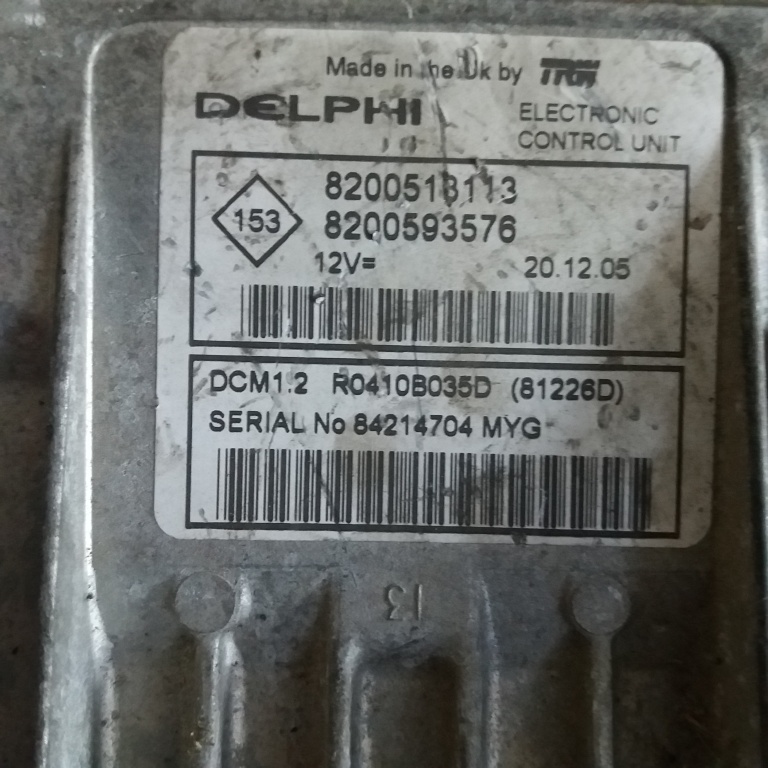 Made in the Uk by TRW
DELPHI
ELECTRONIC
CONTROL UNIT
153
8200513113
8200593576
12V=
20.12.05
DCM1.2 R0410B035D (81226D)
SERIAL No 84214704 MYG
13